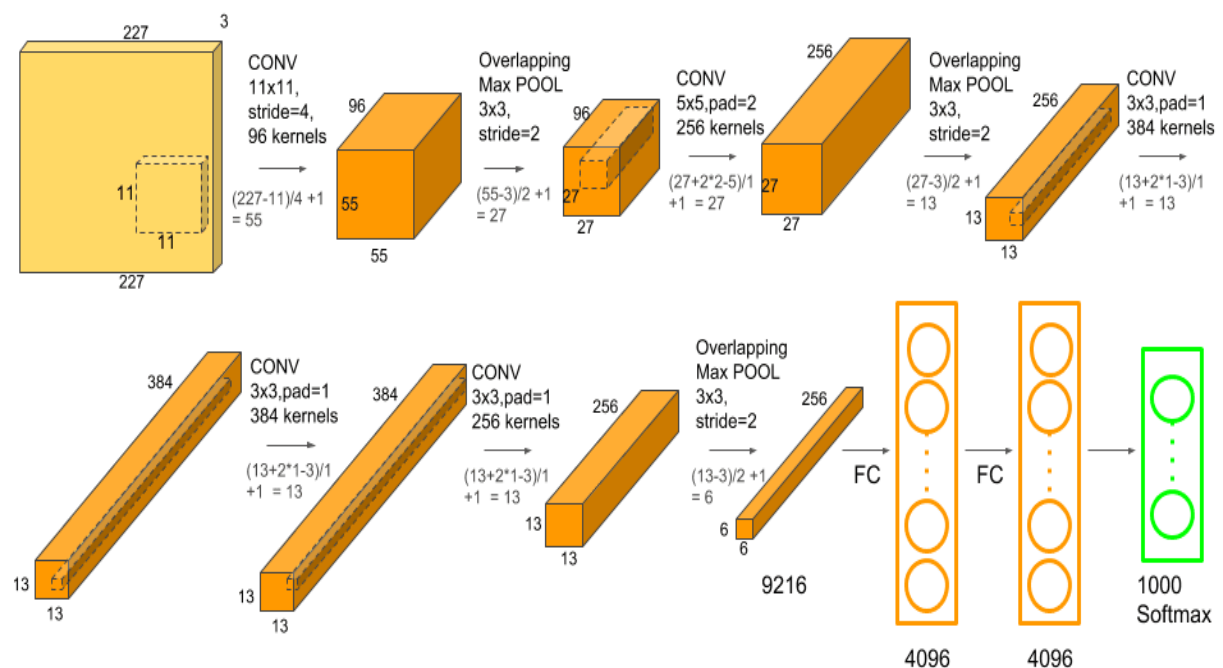 227
3
11
11
227
CONV
11x11,
stride=4,
96 kernels
(227-11)/4 +1
= 55
96
55
55
Overlapping
Max POOL
3x3,
stride=2
(55-3)/2 +1
= 27
96
27
27
CONV
5x5,pad=2
256 kernels
(27+2*2-5)/1
+1 = 27
256
27
27
Overlapping
Max POOL
3x3,
stride=2
(27-3)/2 +1
= 13
256
13
13
CONV
3x3,pad=1
384 kernels
(13+2*1-3)/1
+1 = 13
384
13
13
CONV
3x3,pad=1
384 kernels
(13+2*1-3)/1
+1 = 13
384
13
13
CONV
3x3,pad=1
256 kernels
(13+2*1-3)/1
+1 = 13
256
13
13
Overlapping
Max POOL
3x3,
stride=2
(13-3)/2 +1
= 6
256
6
6
9216
FC
4096
FC
4096
1000
Softmax